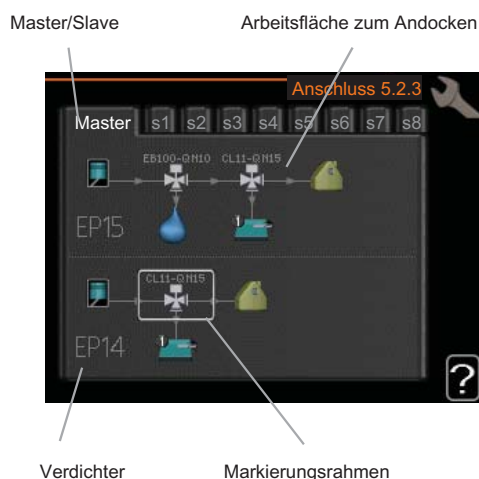 Master/Slave Arbeitsfläche zum Andocken
Anschluss 5.2.3
Master s1 s2 s3 s4 s5 s6 s7 s8
EB100-QN10 CL11-QN15
1
EP15
CL11-QN15
1
EP14
?
Verdichter Markierungsrahmen